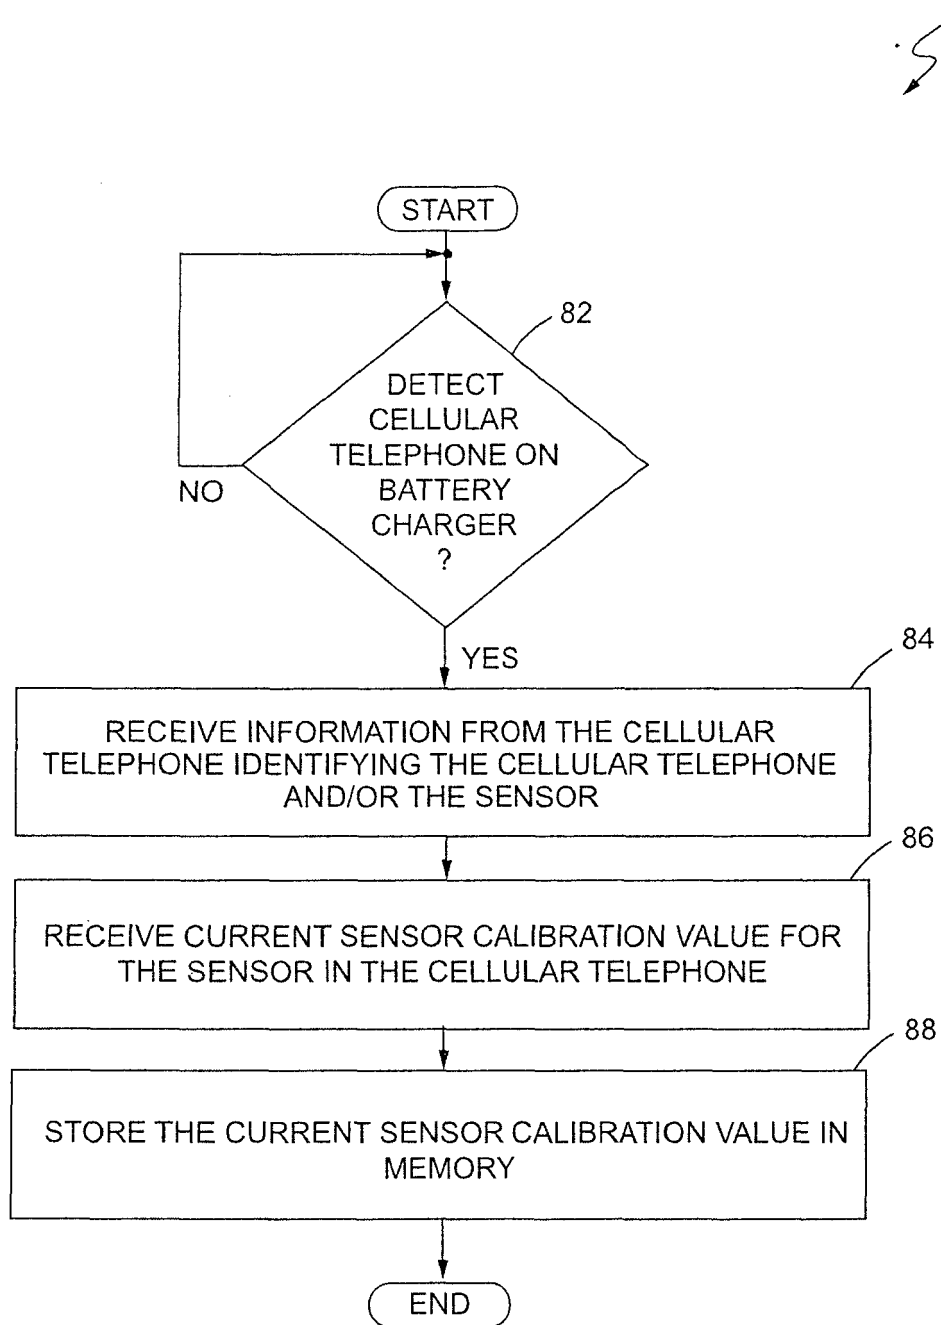 START
82
DETECT
CELLULAR
TELEPHONE ON
BATTERY
CHARGER
?
NO
YES
84
RECEIVE INFORMATION FROM THE CELLULAR
TELEPHONE IDENTIFYING THE CELLULAR TELEPHONE
AND/OR THE SENSOR
86
RECEIVE CURRENT SENSOR CALIBRATION VALUE FOR
THE SENSOR IN THE CELLULAR TELEPHONE
88
STORE THE CURRENT SENSOR CALIBRATION VALUE IN
MEMORY
END